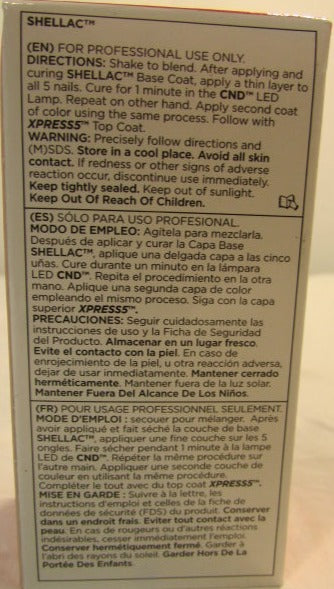 SHELLAC™
(EN) FOR PROFESSIONAL USE ONLY.
DIRECTIONS: Shake to blend. After applying and
curing SHELLAC™ Base Coat, apply a thin layer to
all 5 nails. Cure for 1 minute in the CND™ LED
Lamp. Repeat on other hand. Apply second coat
of color using the same process. Follow with
XPRESS5™ Top Coat.
WARNING: Precisely follow directions and
(M)SDS. Store in a cool place. Avoid all skin
contact. If redness or other signs of adverse
reaction occur, discontinue use immediately.
Keep tightly sealed. Keep out of sunlight.
Keep Out Of Reach Of Children.
(ES) SÓLO PARA USO PROFESIONAL.
MODO DE EMPLEO: Agítela para mezclarla.
Después de aplicar y curar la Capa Base
SHELLAC™, aplique una delgada capa a las cinco
uñas. Cure durante un minuto en la lámpara
LED CND™. Repita el procedimiento en la otra
mano. Aplique una segunda capa de color
empleando el mismo proceso. Siga con la capa
superior XPRESS5™.
PRECAUCIONES: Seguir cuidadosamente las
instrucciones de uso y la Ficha de Seguridad
del Producto. Almacenar en un lugar fresco.
Evite el contacto con la piel. En caso de
enrojecimiento de la piel, u otra reacción adversa,
dejar de usar inmediatamente. Mantener cerrado
herméticamente. Mantener fuera de la luz solar.
Mantener Fuera Del Alcance De Los Niños.
(FR) POUR USAGE PROFESSIONNEL SEULEMENT.
MODE D'EMPLOI : secouer pour mélanger. Après
avoir appliqué et fait séché la couche de base
SHELLAC™, appliquer une fine couche sur les 5
ongles. Faire sécher pendant 1 minute à la lampe
LED de CND™. Répéter la même procédure sur
l'autre main. Appliquer une seconde couche de
couleur en utilisant la même procédure.
Compléter le tout avec du top coat XPRESS5™.
MISE EN GARDE : Suivre à la lettre, les
instructions d'emploi et celles de la fiche de
données de sécurité (FDS) du produit. Conserver
dans un endroit frais. Eviter tout contact avec la
peau. En cas de rougeurs ou d'autres réactions
indésirables, cesser immédiatement l'emploi.
Conserver hermétiquement fermé. Garder à
l'abri des rayons du soleil. Garder Hors De La
Portée Des Enfants.